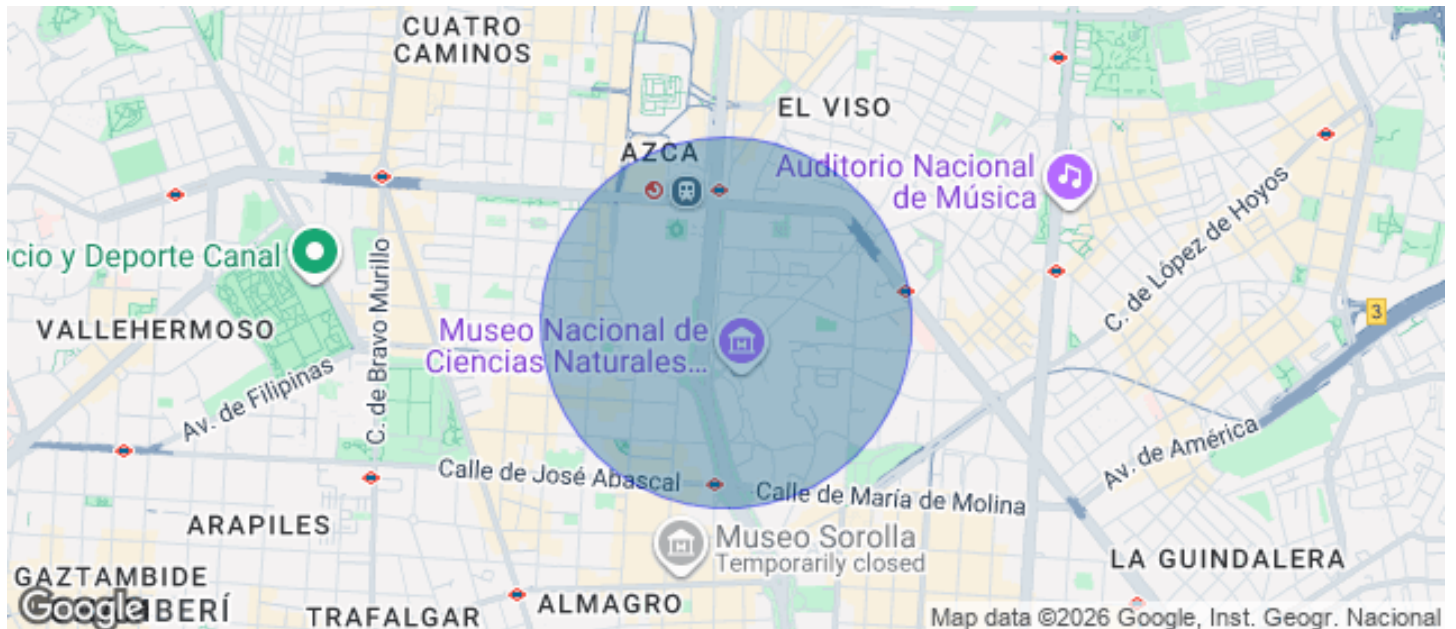 CUATRO
CAMINOS
EL VISO
AZCA
Auditorio Nacional
de Música
cio y Deporte Canal
C. de López de Hoyos
C. de Bravo Murillo
3
VALLEHERMOSO
Museo Nacional de
Ciencias Naturales...
Av. de Filipinas
Av. de América
Calle de José Abascal
Calle de María de Molina
ARAPILES
Museo Sorolla
Temporarily closed
LA GUINDALERA
GAZTAMBIDE
Google
IBERÍ
TRAFALGAR
ALMAGRO
Map data ©2026 Google, Inst. Geogr. Nacional